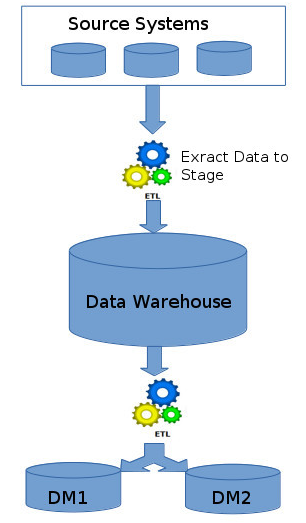 Source Systems
Exract Data to
Stage
ETL
Data Warehouse
ETL
DM1
DM2